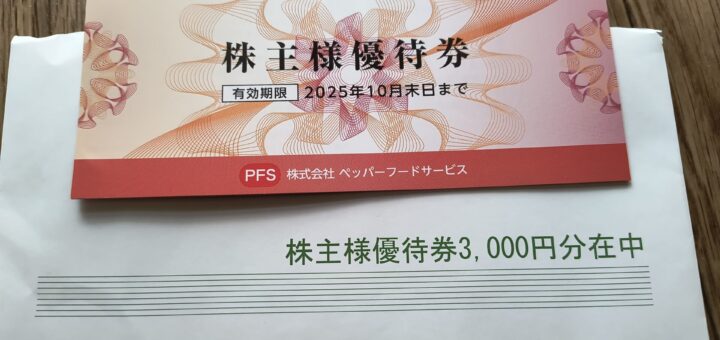 株主様優待券
有効期限 2025年10月末日まで
PFS 株式会社 ペッパーフードサービス
株主様優待券3,000円分在中